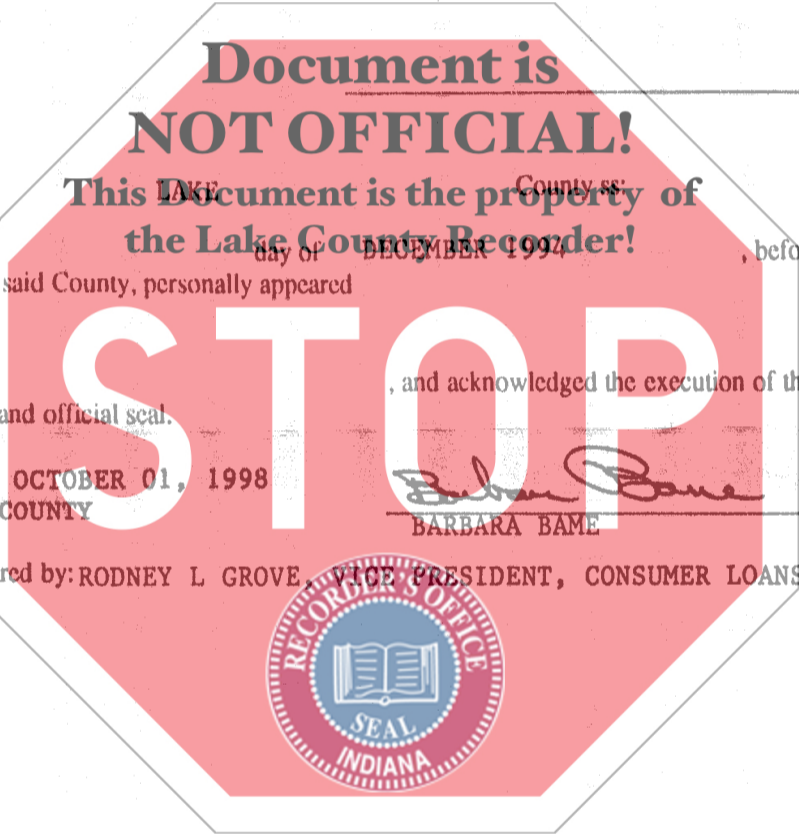 Document is
NOT OFFICIAL!
This Document is the property of
the Lake County Recorder!
LAKE County ss:
day of DECEMBER 1994 , befo
said County, personally appeared
STOP
, and acknowledged the execution of th
and official seal.
OCTOBER 01, 1998
COUNTY
Barbara Bame
BARBARA BAME
red by: RODNEY L GROVE, VICE PRESIDENT, CONSUMER LOANS
RECORDER'S OFFICE
SEAL
INDIANA